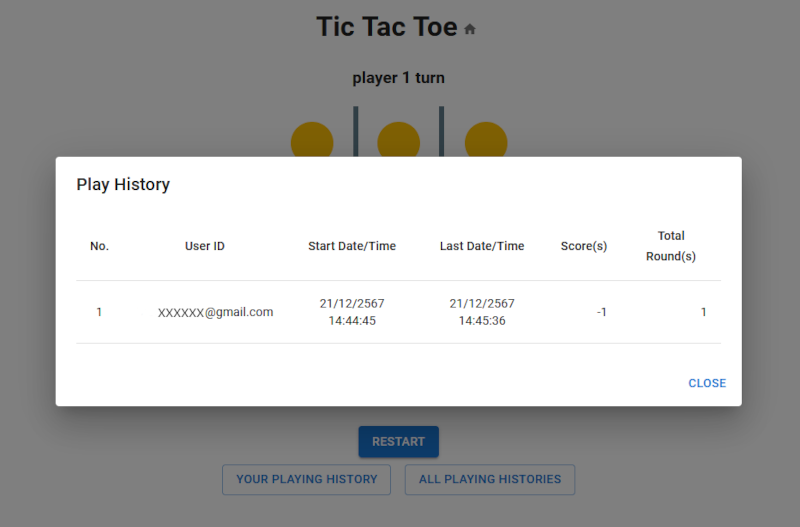 Tic Tac Toe
player 1 turn
Play History
No. User ID Start Date/Time Last Date/Time Score(s) Total Round(s)
1 XXXXXX@gmail.com 21/12/2567 14:44:45 21/12/2567 14:45:36 -1 1
CLOSE
RESTART
YOUR PLAYING HISTORY ALL PLAYING HISTORIES